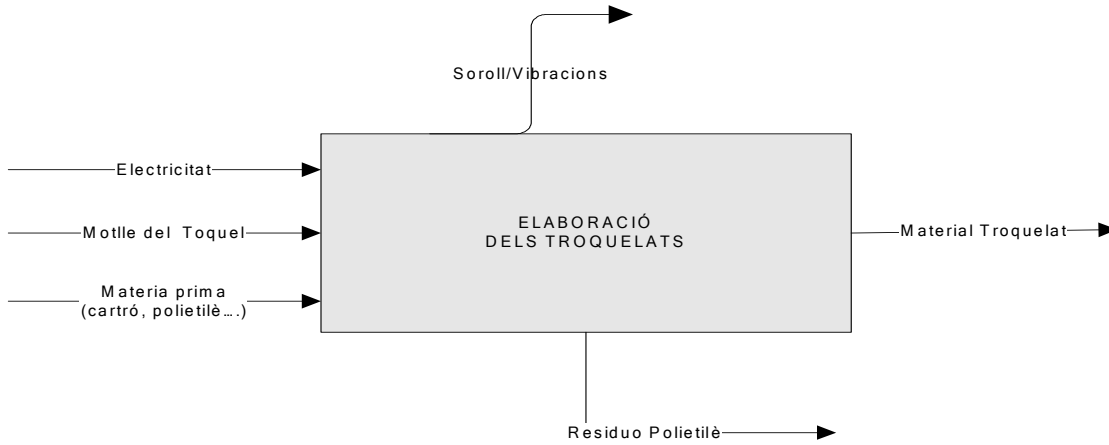 Soroll/Vibracions
Electricitat
Motlle del Toquel
Materia prima
(cartró, polietilè….)
ELABORACIÓ
DELS TROQUELATS
Material Troquelat
Residuo Polietilè